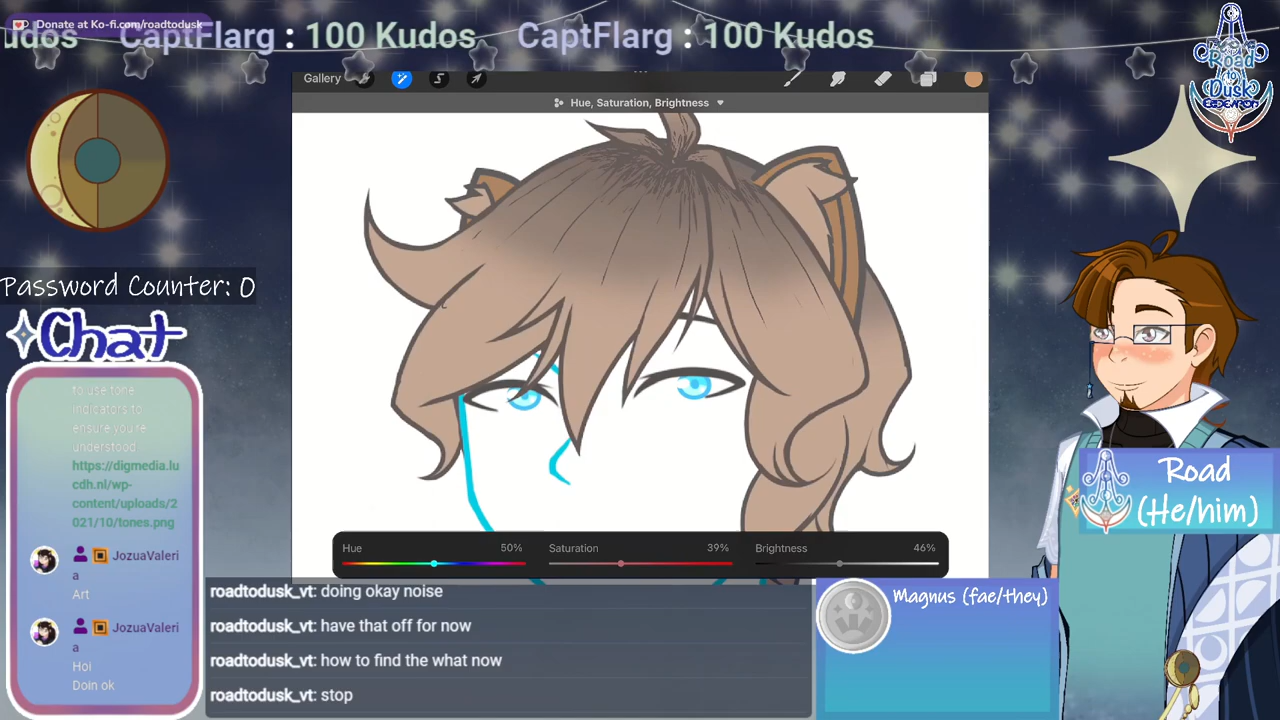 Donate at Ko-fi.com/roadtodusk
udos CaptFlarg : 100 Kudos CaptFlarg : 100 Kudos
Road
to
Dusk
Gallery
Hue, Saturation, Brightness
Password Counter: 0
Chat
to use tone
indicators to
ensure you're
understood
https://digmedia.lu
cdh.nl/wp-
content/uploads/2
021/10/tones.png
JozuaValeri
a
Art
JozuaValeri
a
Hoi
Doin ok
Hue 50% Saturation 39% Brightness 46%
roadtodusk_vt: doing okay noise
roadtodusk_vt: have that off for now
roadtodusk_vt: how to find the what now
roadtodusk_vt: stop
Magnus (fae/they)
Road
(He/him)